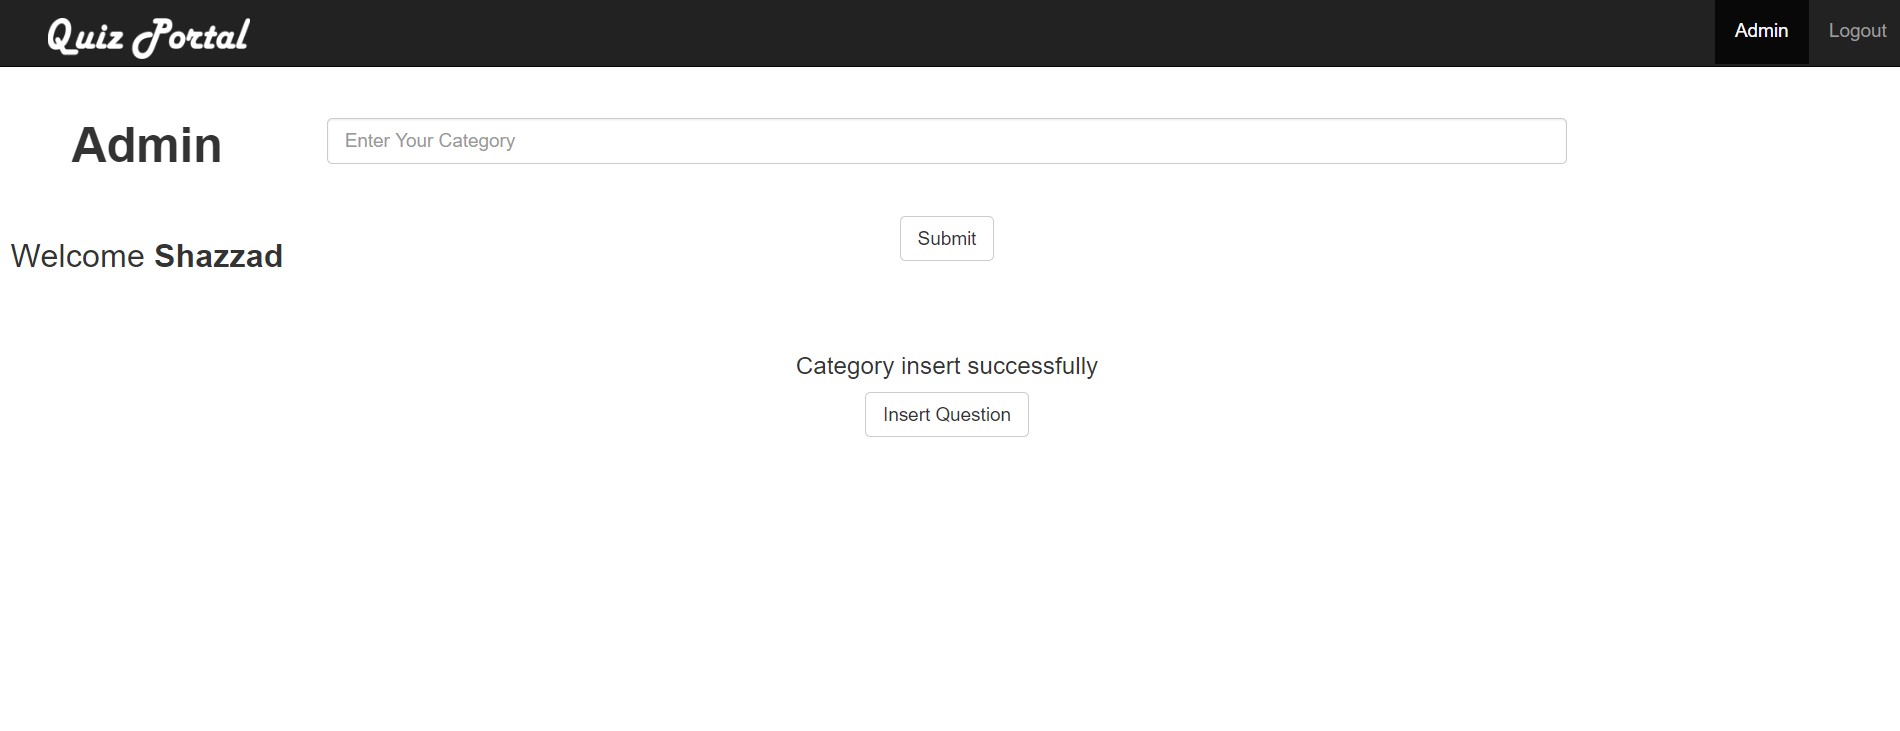 Quiz Portal
Admin
Logout
Admin
Enter Your Category
Submit
Welcome Shazzad
Category insert successfully
Insert Question